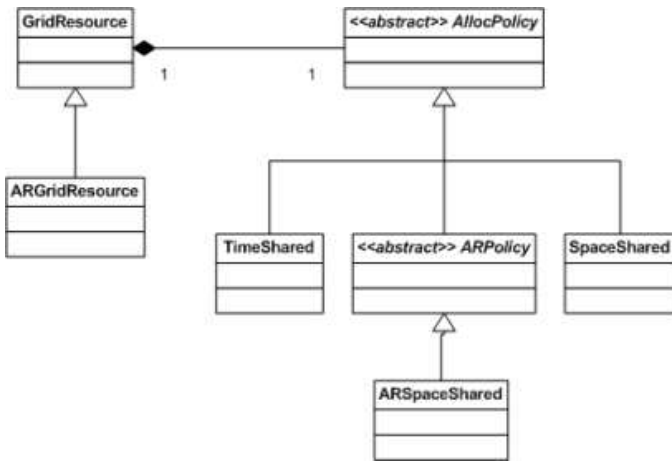 GridResource
<<abstract>> AllocPolicy
1
1
ARGridResource
TimeShared
<<abstract>> ARPolicy
SpaceShared
ARSpaceShared